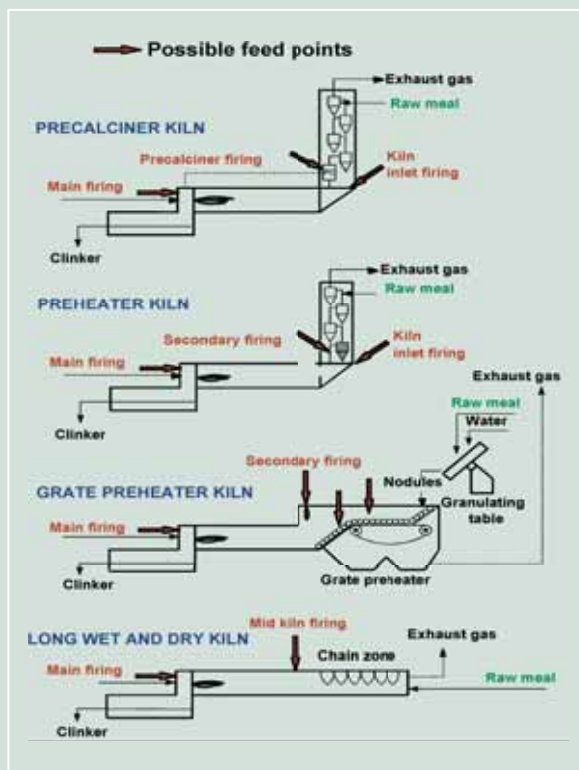 Possible feed points
Exhaust gas
Raw meal
PRECALCINER KILN
Precalciner firing
Kiln
inlet firing
Main firing
Clinker
Exhaust gas
PREHEATER KILN
Raw meal
Secondary firing
Kiln
inlet firing
Main firing
Exhaust gas
Clinker
Raw meal
Water
Secondary firing
Nodules
GRATE PREHEATER KILN
Granulating
table
Main firing
Grate preheater
Clinker
Mid kiln firing
LONG WET AND DRY KILN
Exhaust gas
Chain zone
Main firing
Raw meal
Clinker